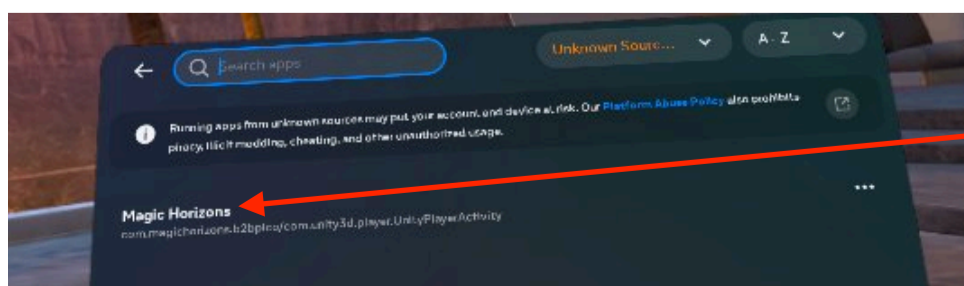 Search apps
Unknown Sourc...
A - Z
Running apps from unknown sources may put your account and device at risk. Our Platform Abuse Policy also prohibits
piracy, illicit modding, cheating, and other unauthorized usage.
Magic Horizons
com.magichorizons.b2bpico/com.unity3d.player.UnityPlayerActivity